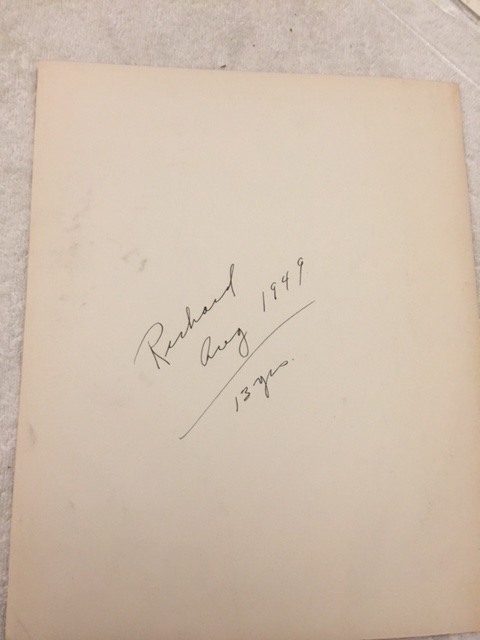 Richard
Aug 1949
13 yrs.